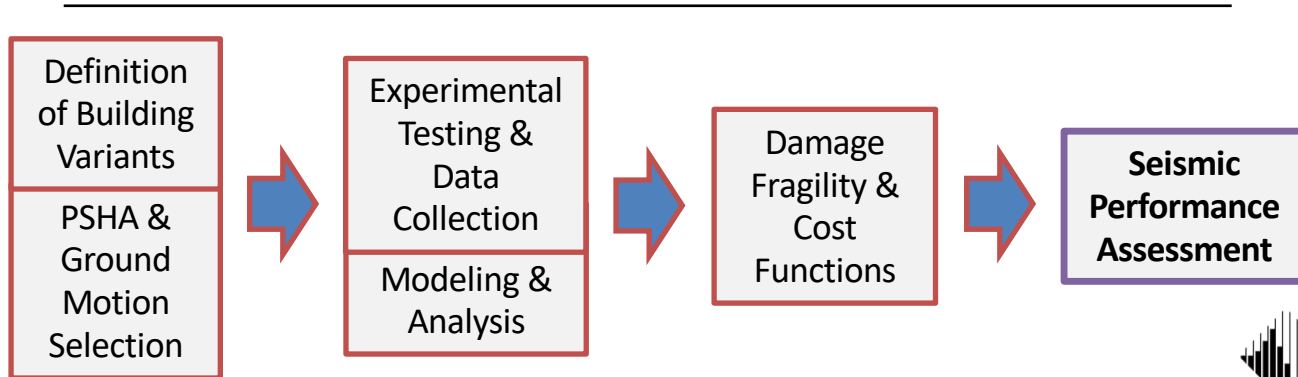 Definition
of Building
Variants
PSHA &
Ground
Motion
Selection
Experimental
Testing &
Data
Collection
Modeling &
Analysis
Damage
Fragility &
Cost
Functions
Seismic
Performance
Assessment